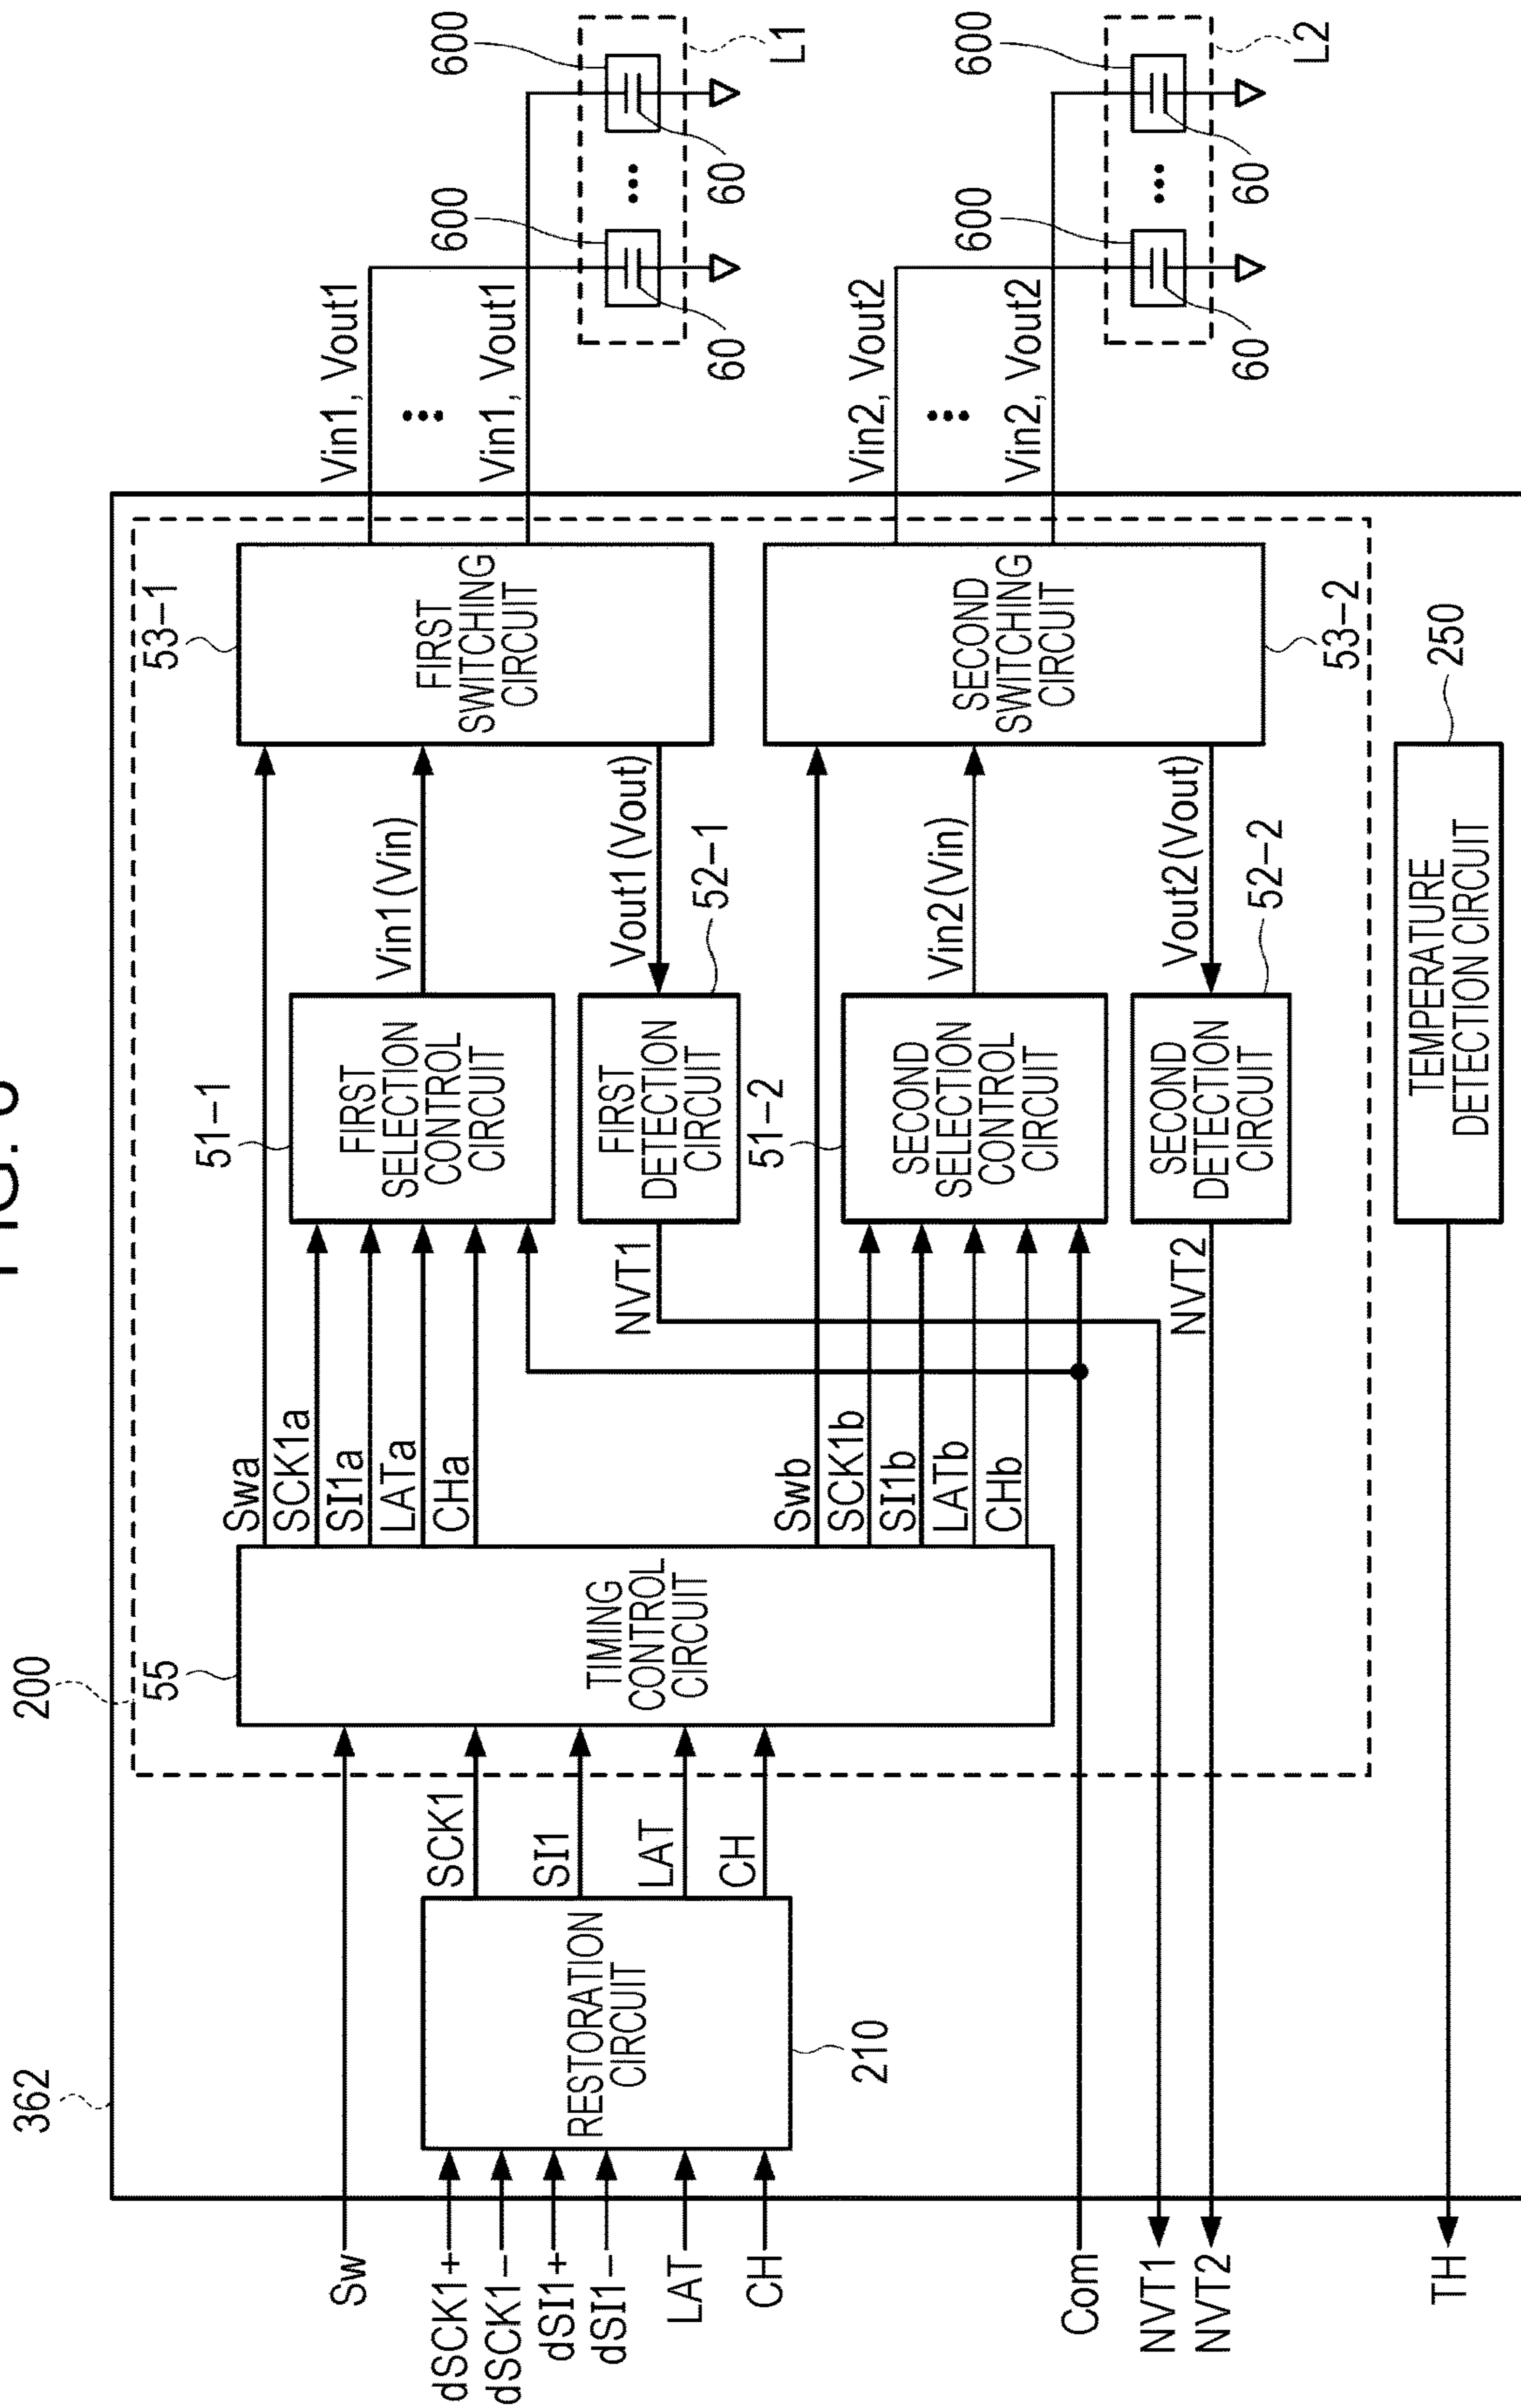 200
362
Sw
dSCK1+
dSCK1−
dSI1+
dSI1−
LAT
CH
Com
NVT1
NVT2
TH
RESTORATION
CIRCUIT
210
SCK1
SI1
LAT
CH
55
TIMING
CONTROL
CIRCUIT
Swa
SCK1a
SI1a
LATa
CHa
Swb
SCK1b
SI1b
LATb
CHb
51−1
FIRST
SELECTION
CONTROL
CIRCUIT
NVT1
FIRST
DETECTION
CIRCUIT
52−1
51−2
SECOND
SELECTION
CONTROL
CIRCUIT
NVT2
SECOND
DETECTION
CIRCUIT
52−2
Vin1(Vin)
Vout1(Vout)
Vin2(Vin)
Vout2(Vout)
53−1
FIRST
SWITCHING
CIRCUIT
SECOND
SWITCHING
CIRCUIT
53−2
TEMPERATURE
DETECTION CIRCUIT
250
Vin1, Vout1
Vin1, Vout1
Vin2, Vout2
Vin2, Vout2
600
600
60
60
L1
600
600
60
60
L2